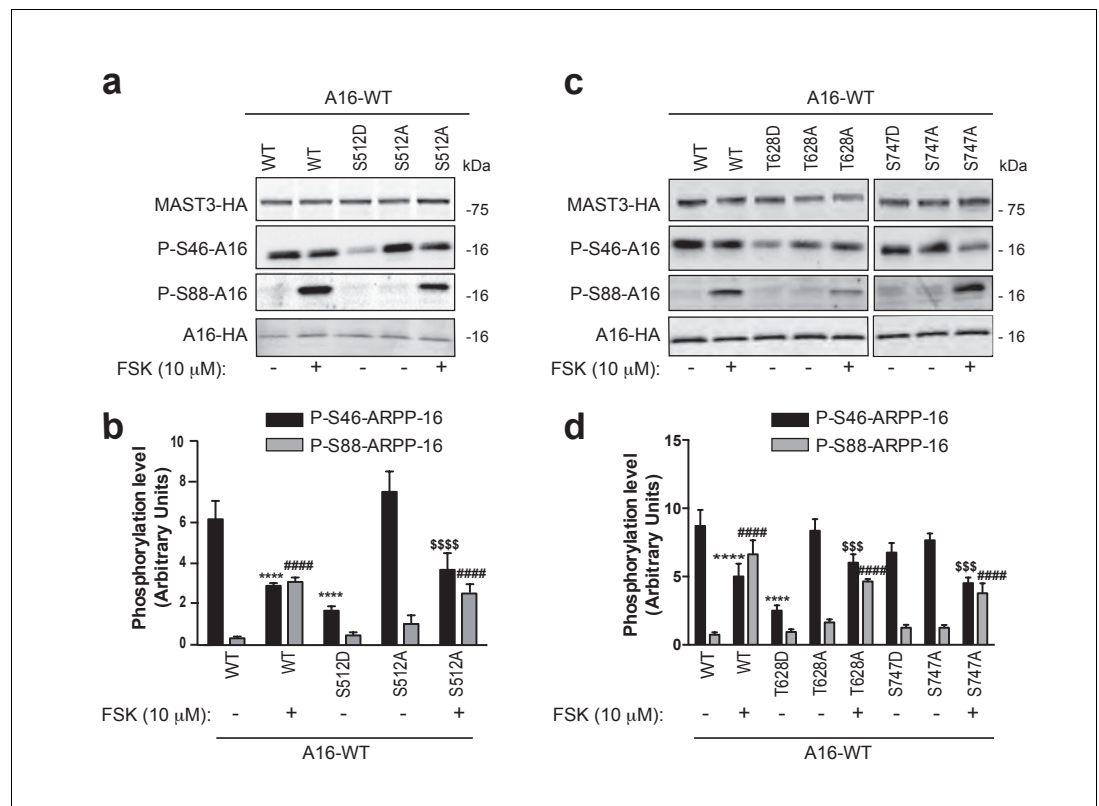 a
A16-WT
WT WT S512D S512A S512A kDa
MAST3-HA -75
P-S46-A16 -16
P-S88-A16 -16
A16-HA -16
FSK (10 µM): - + - - +
c
A16-WT
WT WT T628D T628A T628A S747D S747A S747A kDa
MAST3-HA - 75
P-S46-A16 - 16
P-S88-A16 - 16
A16-HA - 16
FSK (10 µM): - + - - + - - +
b
P-S46-ARPP-16
P-S88-ARPP-16
Phosphorylation level
(Arbitrary Units)
10
8
6
4
2
0
**** #### **** $$$$ ####
WT WT S512D S512A S512A
FSK (10 µM): - + - - +
A16-WT
d
P-S46-ARPP-16
P-S88-ARPP-16
Phosphorylation level
(Arbitrary Units)
15
10
5
0
**** #### **** $$$ #### $$$ ####
WT WT T628D T628A T628A S747D S747A S747A
FSK (10 µM): - + - - + - - +
A16-WT